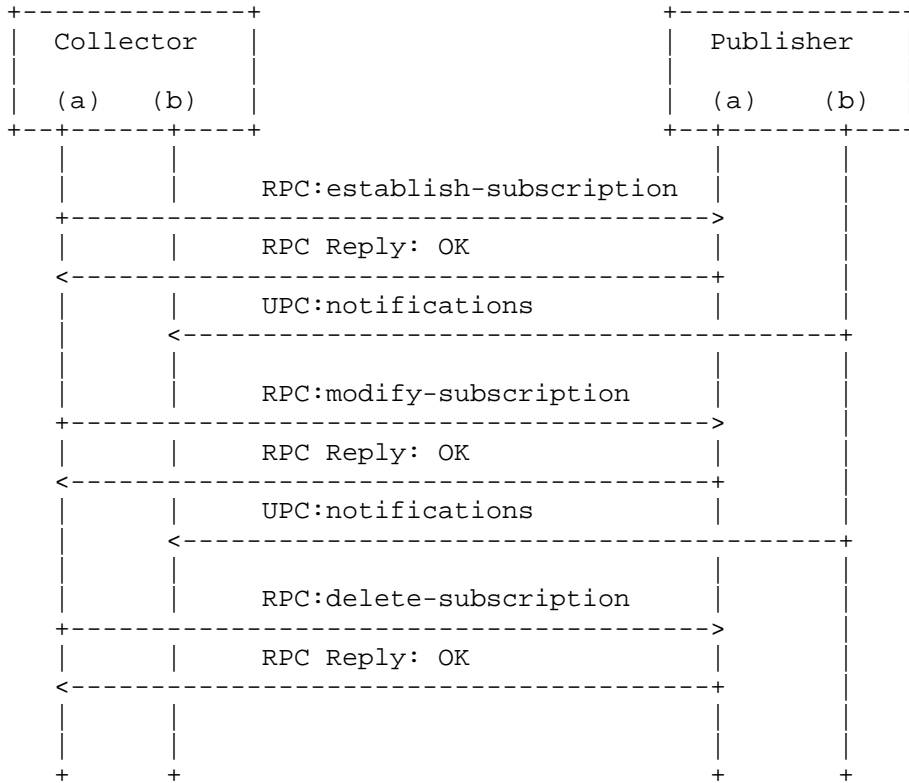 Collector Publisher
(a) (b) (a) (b)
RPC:establish-subscription
RPC Reply: OK
UPC:notifications
RPC:modify-subscription
RPC Reply: OK
UPC:notifications
RPC:delete-subscription
RPC Reply: OK